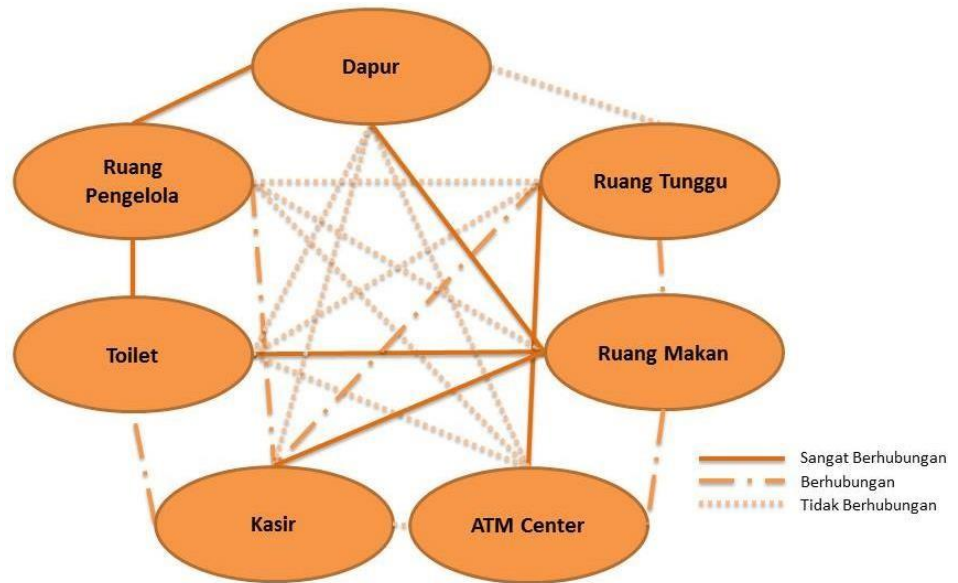 Dapur
Ruang
Pengelola
Ruang Tunggu
Toilet
Ruang Makan
Kasir
ATM Center
Sangat Berhubungan
Berhubungan
Tidak Berhubungan